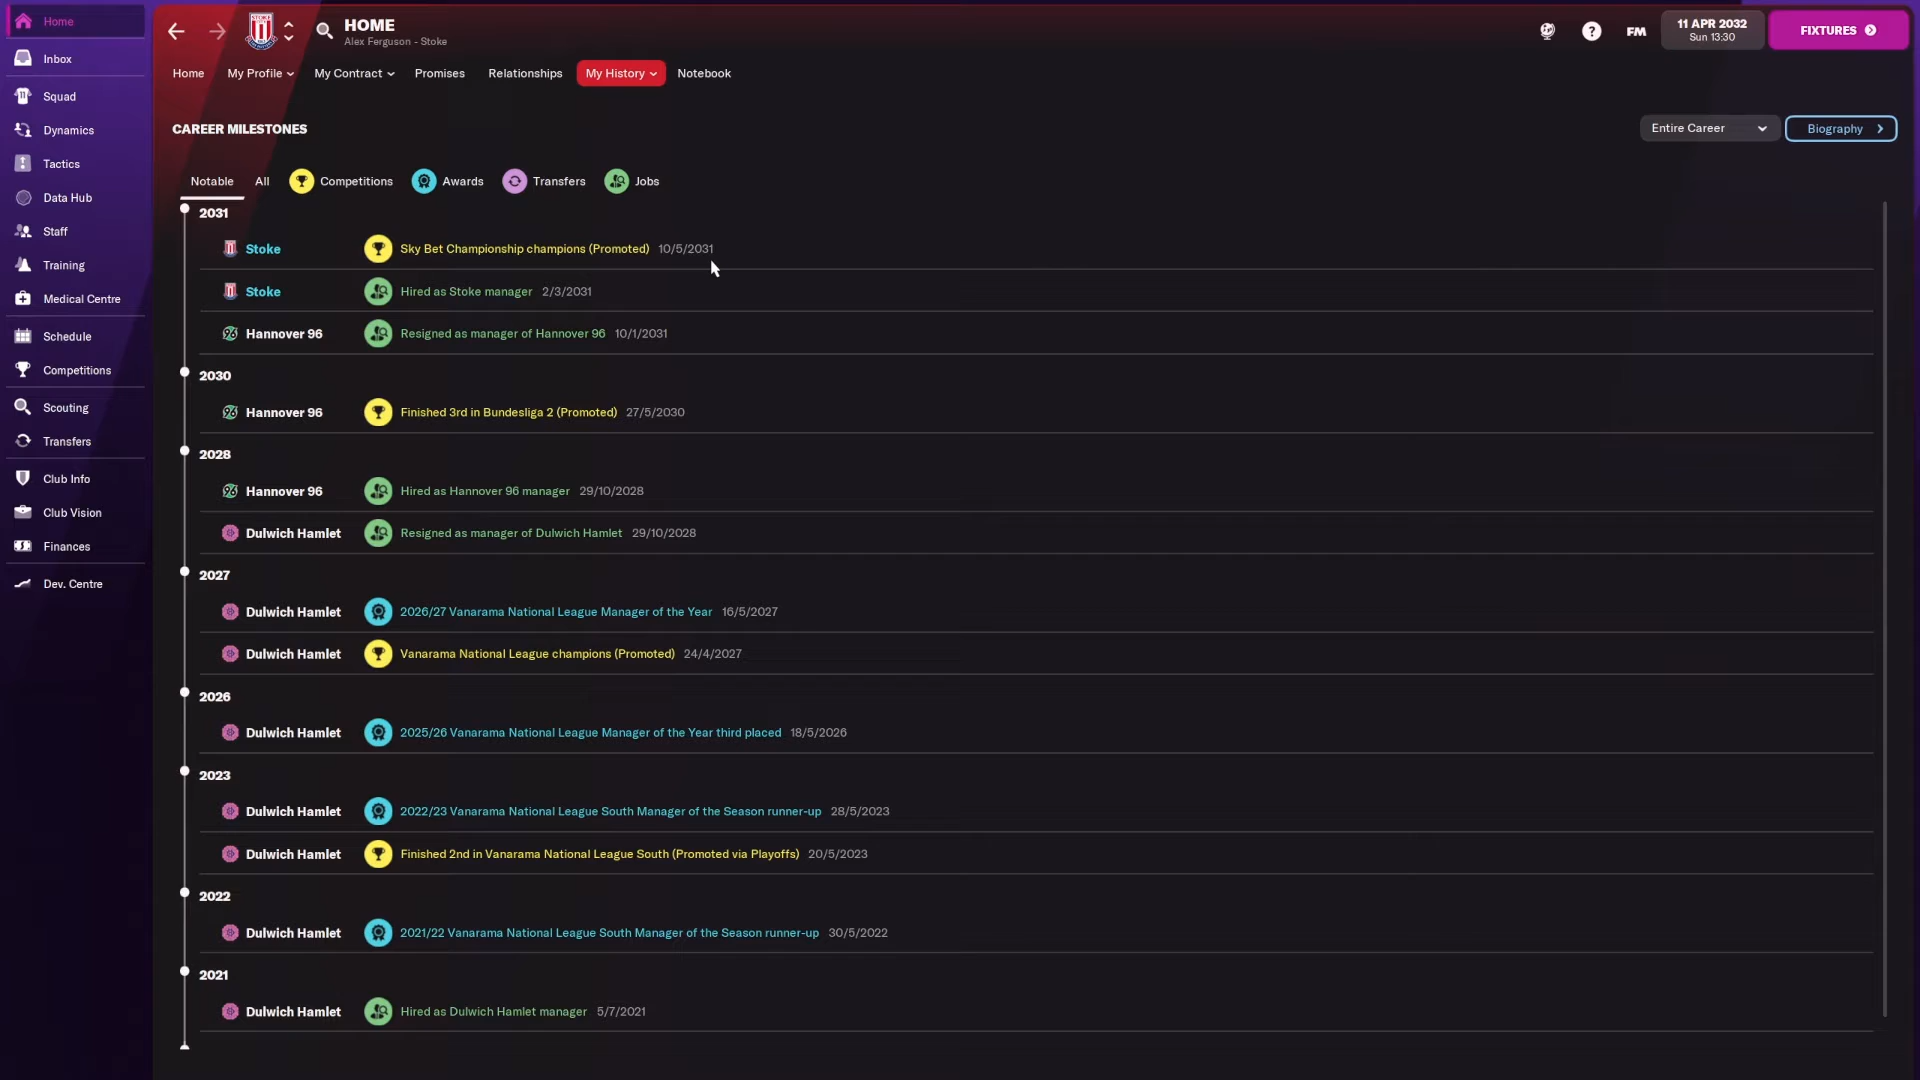 Home
Inbox
Squad
Dynamics
Tactics
Data Hub
Staff
Training
Medical Centre
Schedule
Competitions
Scouting
Transfers
Club Info
Club Vision
Finances
Dev. Centre
HOME
Alex Ferguson - Stoke
FM
11 APR 2032
Sun 13:30
FIXTURES
Home My Profile My Contract Promises Relationships My History Notebook
CAREER MILESTONES
Entire Career
Biography
Notable All Competitions Awards Transfers Jobs
2031
Stoke Sky Bet Championship champions (Promoted) 10/5/2031
Stoke Hired as Stoke manager 2/3/2031
Hannover 96 Resigned as manager of Hannover 96 10/1/2031
2030
Hannover 96 Finished 3rd in Bundesliga 2 (Promoted) 27/5/2030
2028
Hannover 96 Hired as Hannover 96 manager 29/10/2028
Dulwich Hamlet Resigned as manager of Dulwich Hamlet 29/10/2028
2027
Dulwich Hamlet 2026/27 Vanarama National League Manager of the Year 16/5/2027
Dulwich Hamlet Vanarama National League champions (Promoted) 24/4/2027
2026
Dulwich Hamlet 2025/26 Vanarama National League Manager of the Year third placed 18/5/2026
2023
Dulwich Hamlet 2022/23 Vanarama National League South Manager of the Season runner-up 28/5/2023
Dulwich Hamlet Finished 2nd in Vanarama National League South (Promoted via Playoffs) 20/5/2023
2022
Dulwich Hamlet 2021/22 Vanarama National League South Manager of the Season runner-up 30/5/2022
2021
Dulwich Hamlet Hired as Dulwich Hamlet manager 5/7/2021